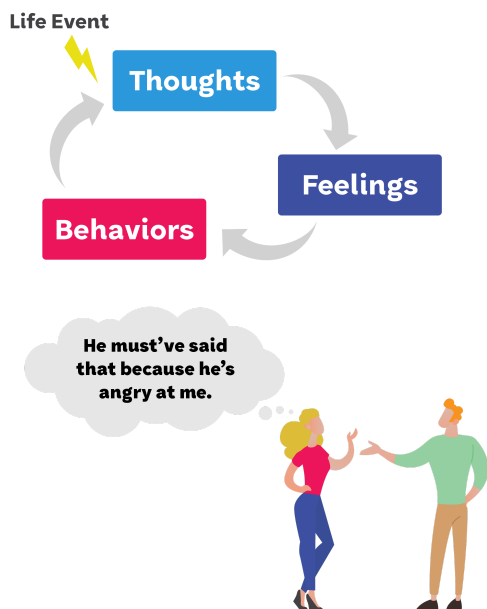 Life Event
Thoughts
Feelings
Behaviors
He must’ve said
that because he’s
angry at me.